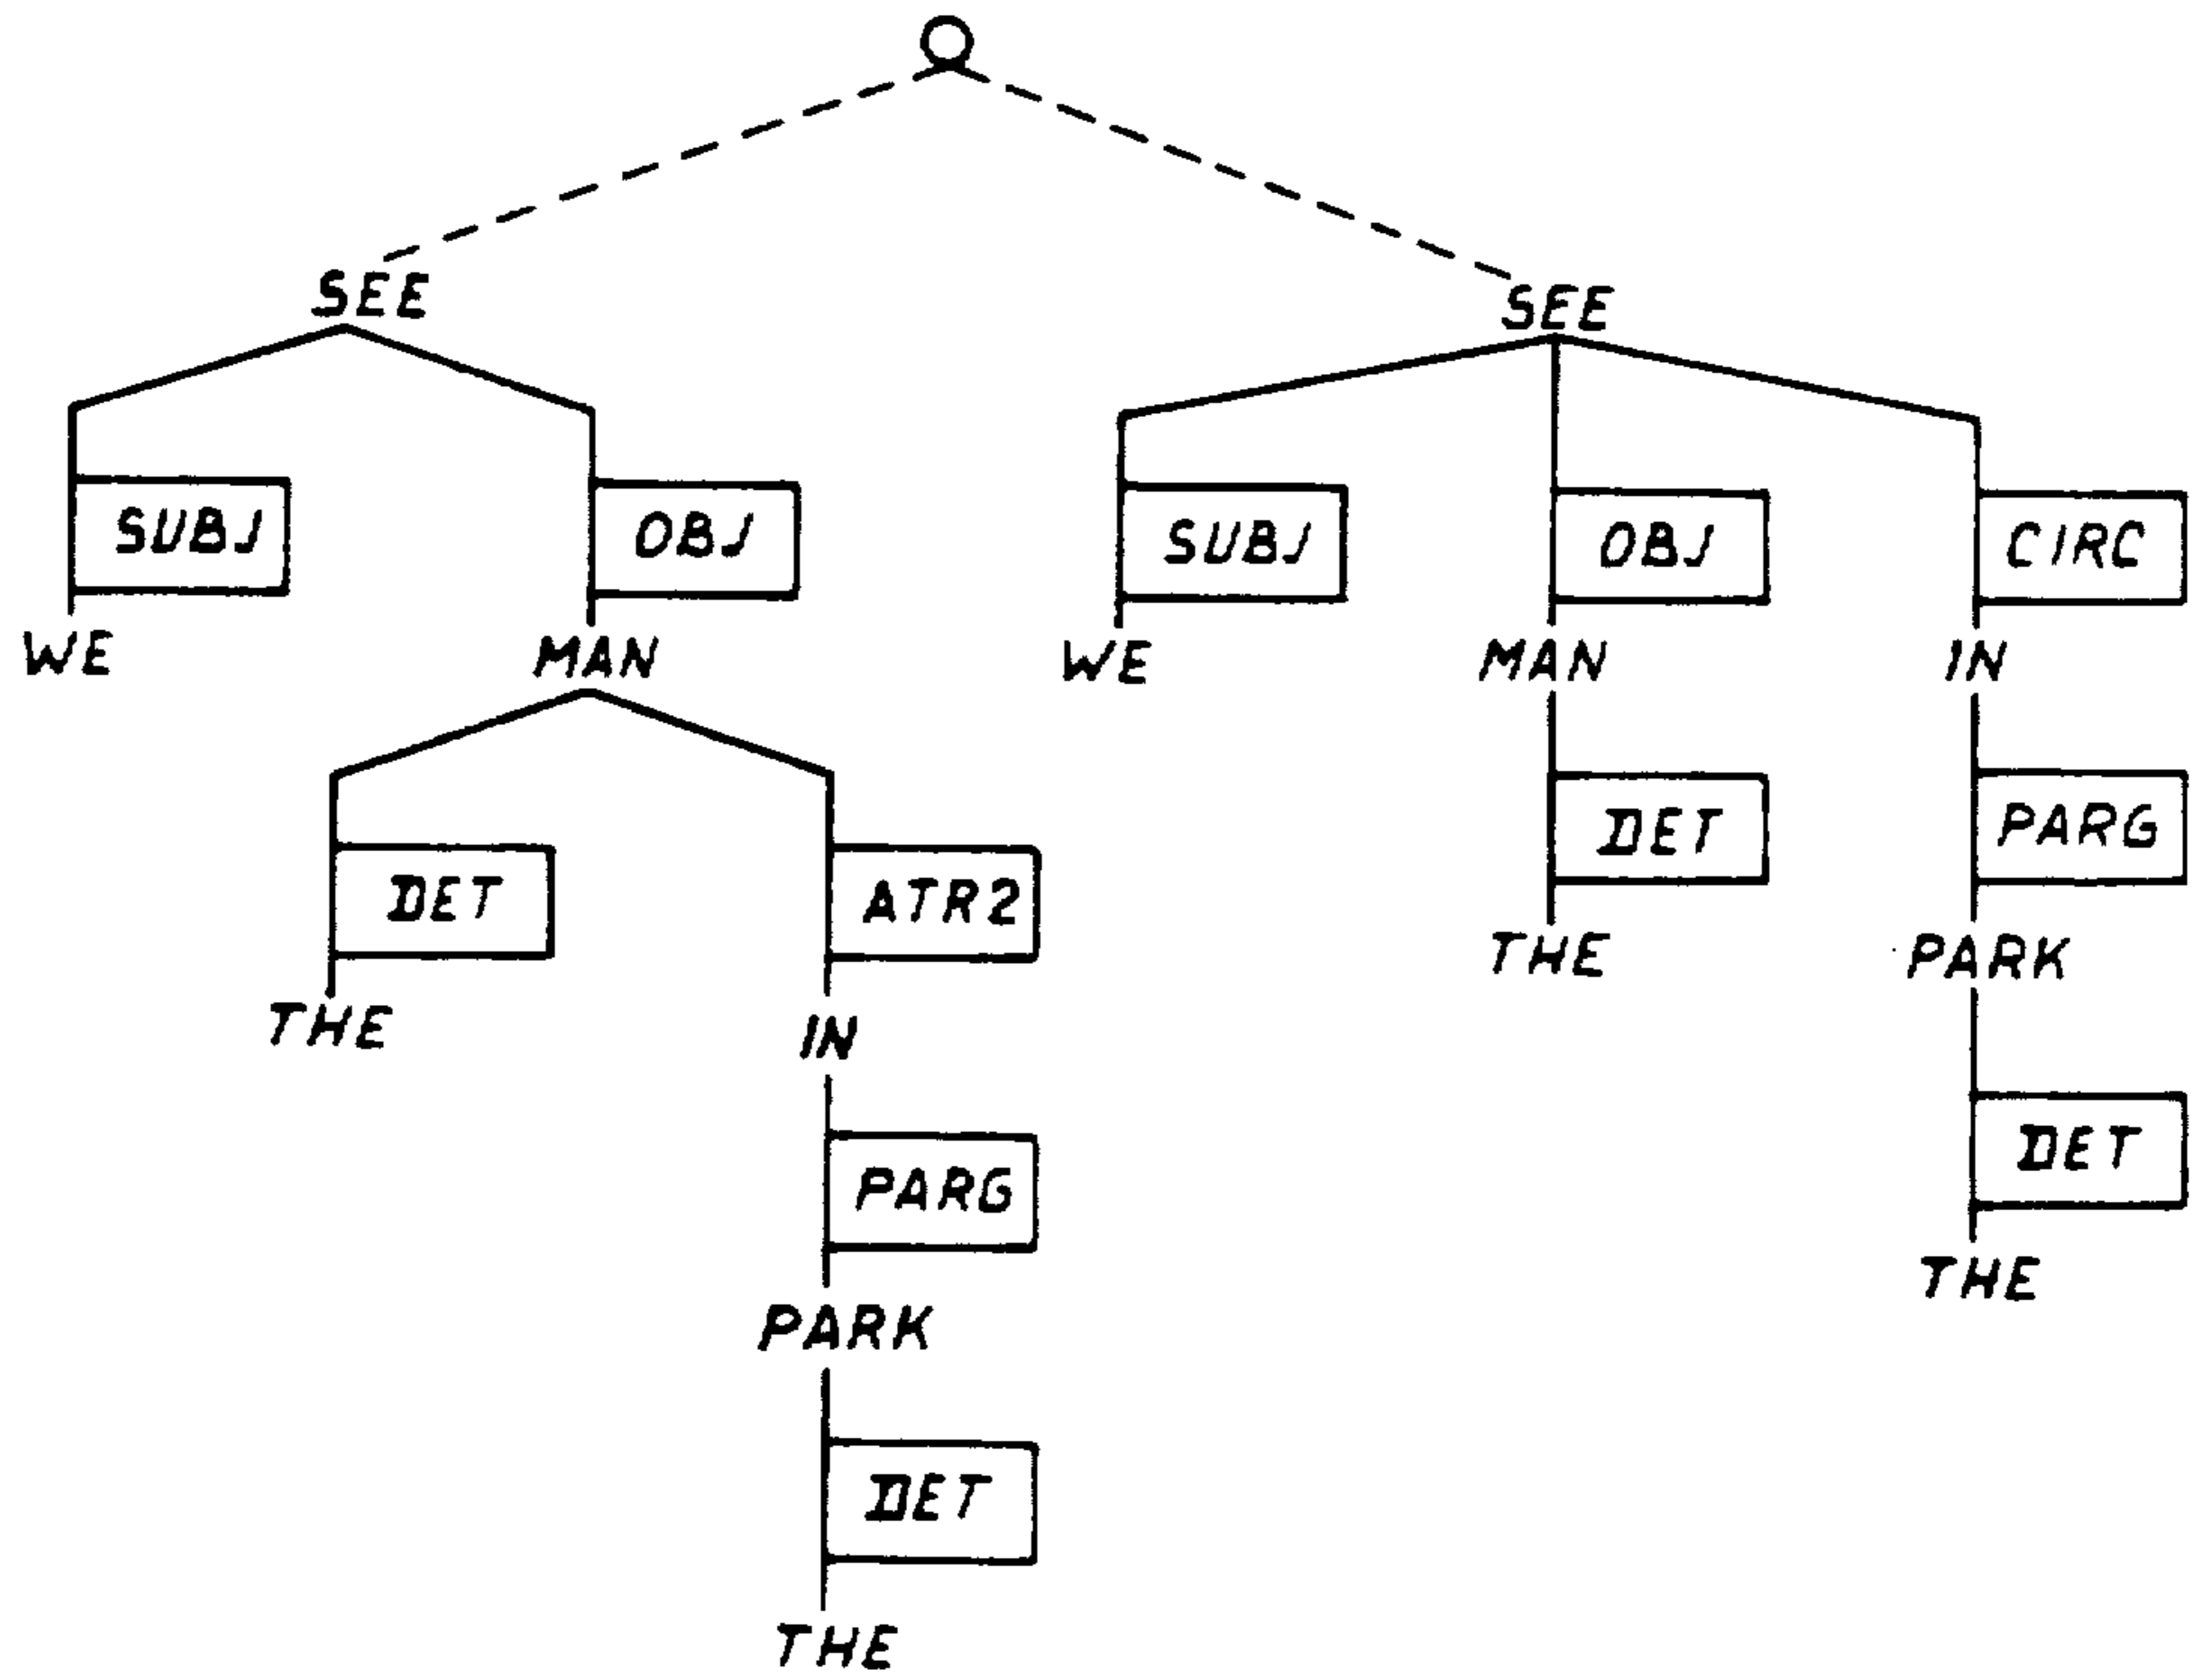 SEE
SEE
SUBJ OBJ SUBJ OBJ CIRC
WE MAN WE MAN IN
DET ATR2 DET PARG
THE IN THE PARK
PARG DET
PARK THE
DET
THE